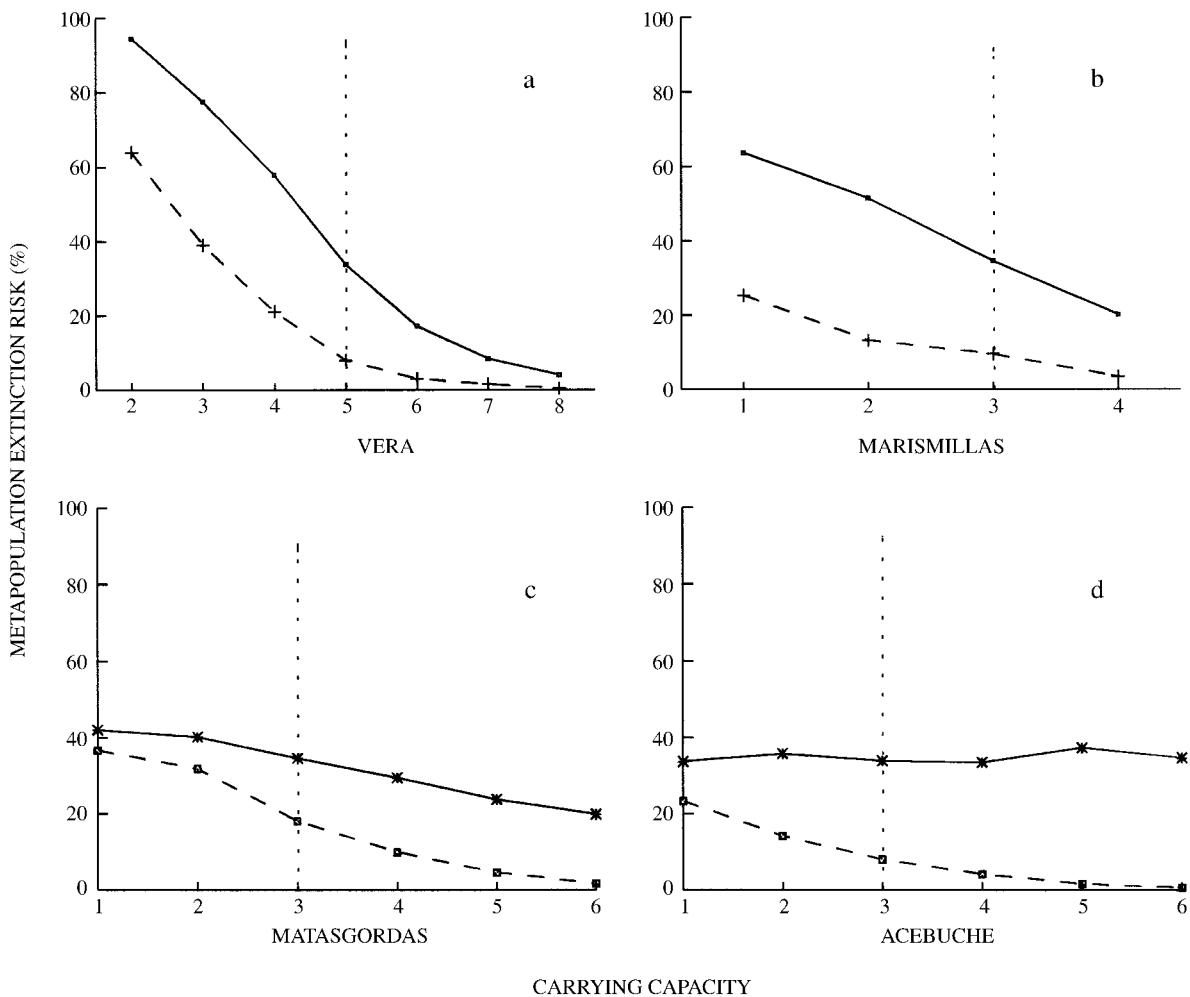 METAPOPULATION EXTINCTION RISK (%)
100
80
60
40
20
0
a
2 3 4 5 6 7 8
VERA
100
80
60
40
20
0
b
1 2 3 4
MARISMILLAS
100
80
60
40
20
0
c
1 2 3 4 5 6
MATASGORDAS
100
80
60
40
20
0
d
1 2 3 4 5 6
ACEBUCHE
CARRYING CAPACITY